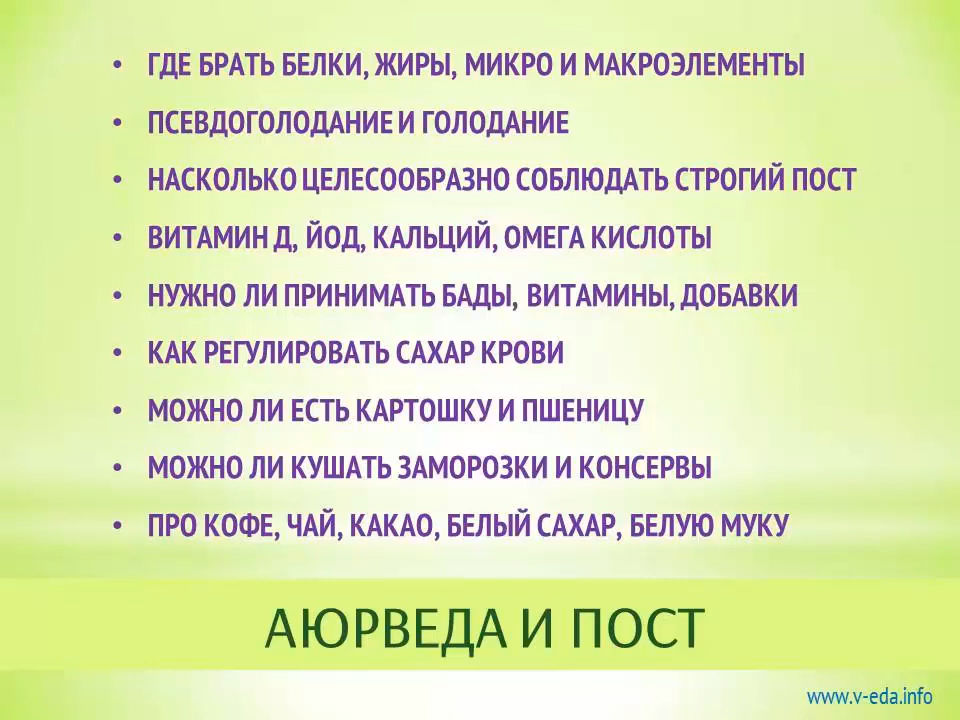 • ГДЕ БРАТЬ БЕЛКИ, ЖИРЫ, МИКРО И МАКРОЭЛЕМЕНТЫ
• ПСЕВДОГОЛОДАНИЕ И ГОЛОДАНИЕ
• НАСКОЛЬКО ЦЕЛЕСООБРАЗНО СОБЛЮДАТЬ СТРОГИЙ ПОСТ
• ВИТАМИН Д, ЙОД, КАЛЬЦИЙ, ОМЕГА КИСЛОТЫ
• НУЖНО ЛИ ПРИНИМАТЬ БАДЫ, ВИТАМИНЫ, ДОБАВКИ
• КАК РЕГУЛИРОВАТЬ САХАР КРОВИ
• МОЖНО ЛИ ЕСТЬ КАРТОШКУ И ПШЕНИЦУ
• МОЖНО ЛИ КУШАТЬ ЗАМОРОЗКИ И КОНСЕРВЫ
• ПРО КОФЕ, ЧАЙ, КАКАО, БЕЛЫЙ САХАР, БЕЛУЮ МУКУ
АЮРВЕДА И ПОСТ
www.v-eda.info